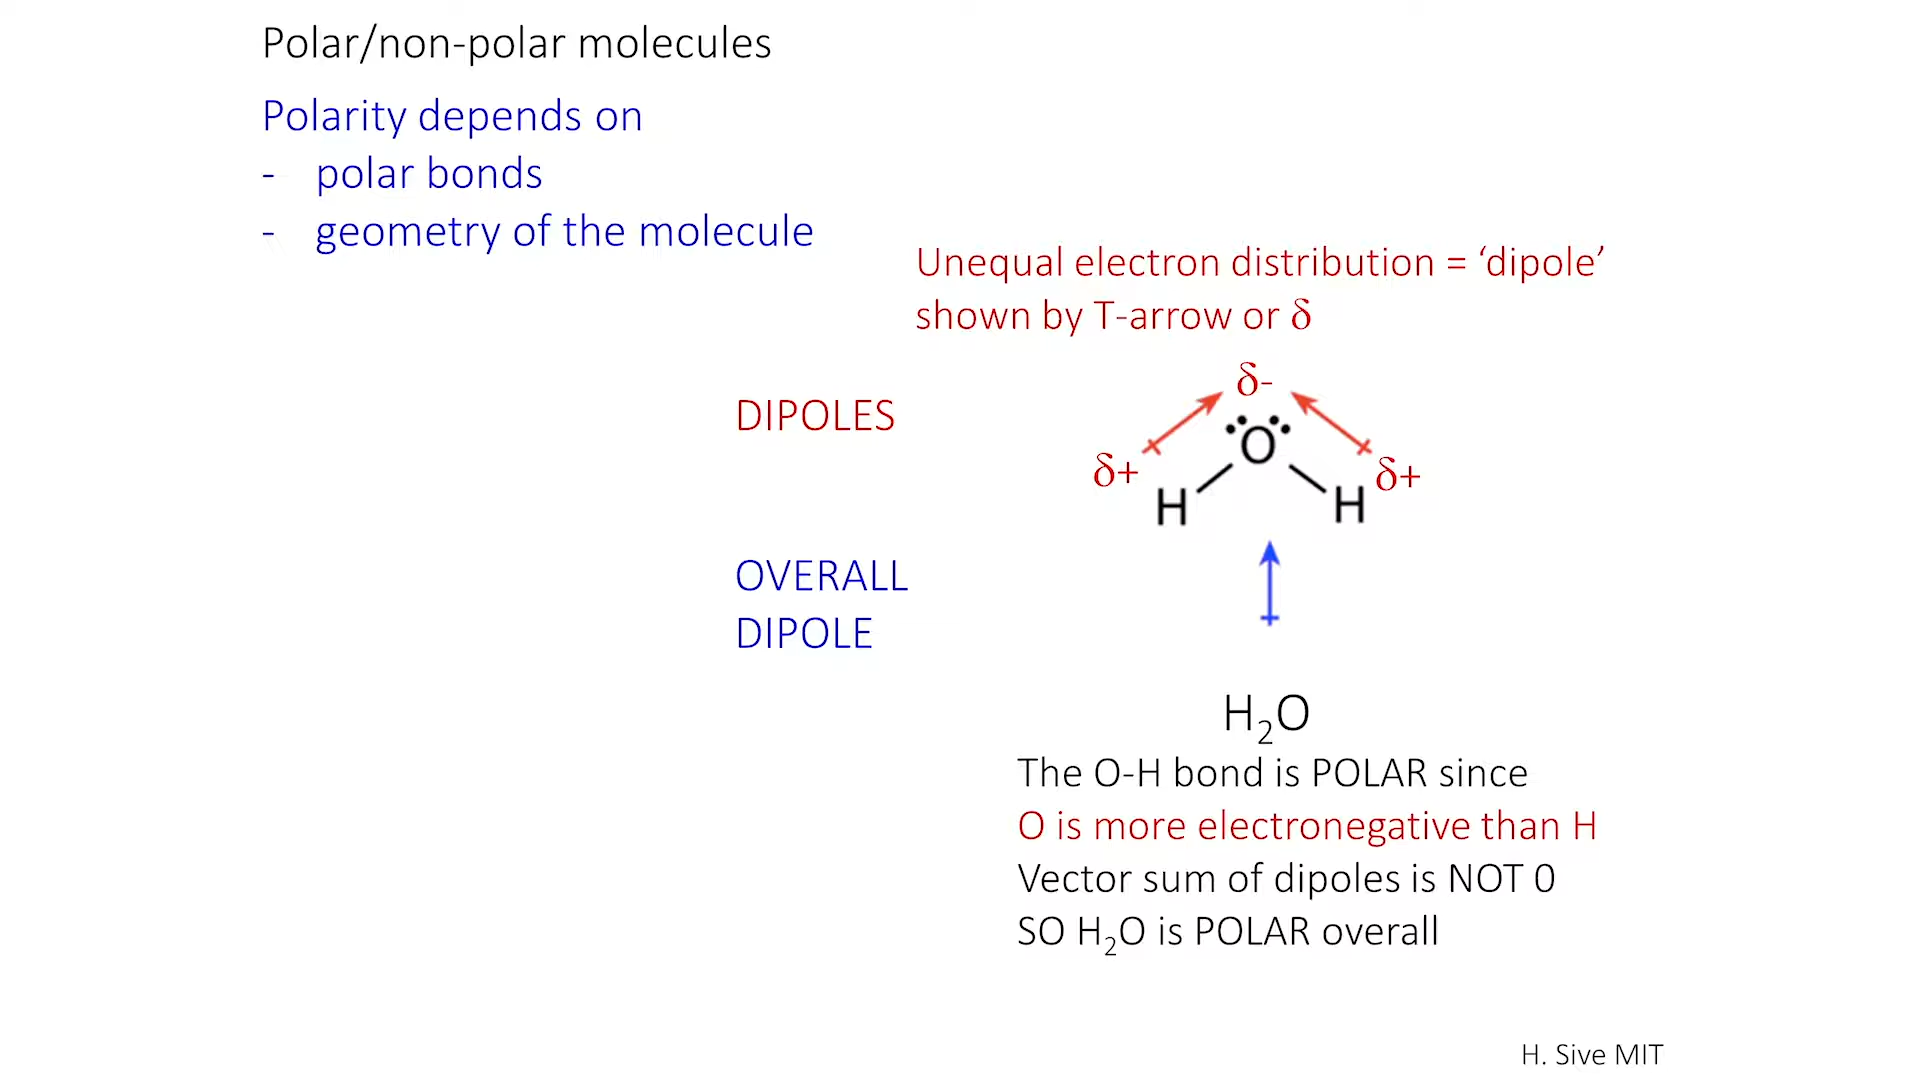 Polar/non-polar molecules
Polarity depends on
- polar bonds
- geometry of the molecule
Unequal electron distribution = ‘dipole’
shown by T-arrow or δ
DIPOLES
δ-
O
δ+
δ+
H
H
OVERALL
DIPOLE
H₂O
The O-H bond is POLAR since
O is more electronegative than H
Vector sum of dipoles is NOT 0
SO H₂O is POLAR overall
H. Sive MIT